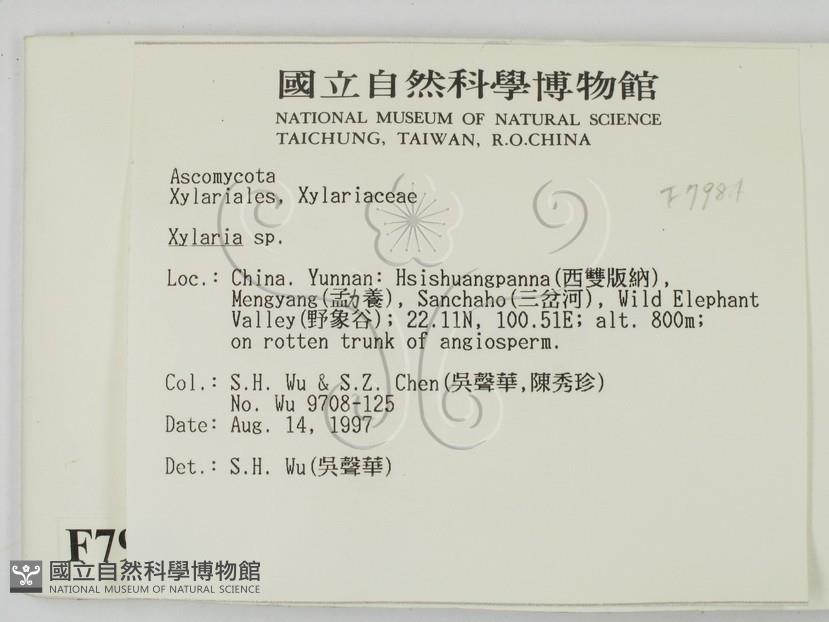 國立自然科學博物館
NATIONAL MUSEUM OF NATURAL SCIENCE
TAICHUNG, TAIWAN, R.O.CHINA
Ascomycota
Xylariales, Xylariaceae
F7981
Xylaria sp.
Loc.: China. Yunnan: Hsishuangpanna(西雙版納),
Mengyang(勐養), Sanchaho(三岔河), Wild Elephant
Valley(野象谷); 22.11N, 100.51E; alt. 800m;
on rotten trunk of angiosperm.
Col.: S.H. Wu & S.Z. Chen(吳聲華,陳秀珍)
No. Wu 9708-125
Date: Aug. 14, 1997
Det.: S.H. Wu(吳聲華)
F79
國立自然科學博物館
NATIONAL MUSEUM OF NATURAL SCIENCE